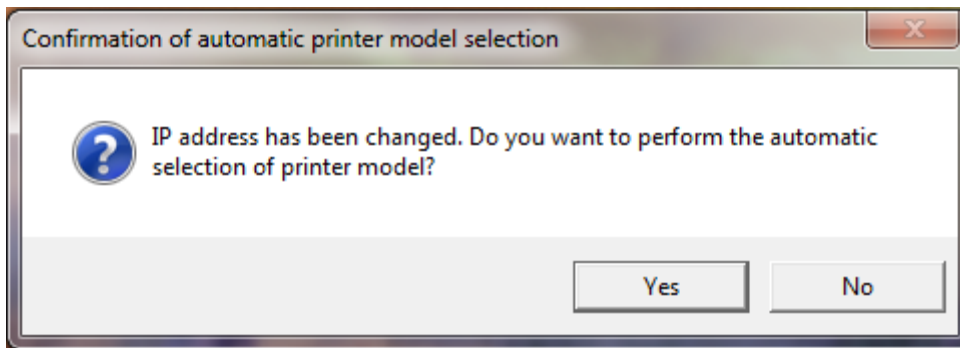 Confirmation of automatic printer model selection
IP address has been changed. Do you want to perform the automatic
selection of printer model?
Yes
No